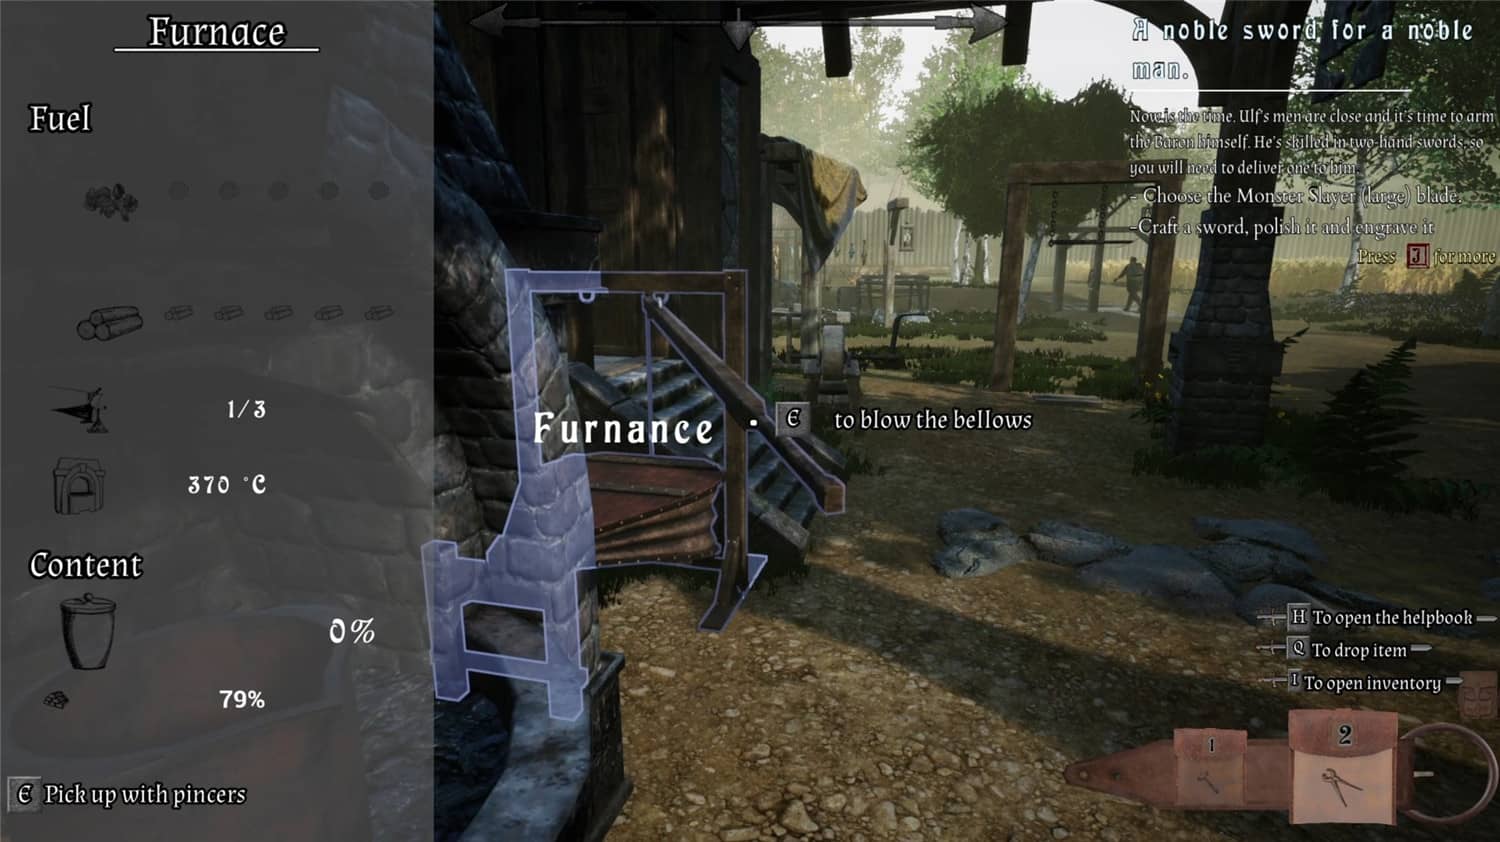 Furnace
Fuel
1/3
370 °C
Content
0%
79%
E Pick up with pincers
Furnance
E to blow the bellows
A noble sword for a noble
man.
Now is the time. Ulf's men are close and it's time to arm
the Baron himself. He's skilled in two-hand swords, so
you will need to deliver one to him.
- Choose the Monster Slayer (large) blade.
-Craft a sword, polish it and engrave it
Press J for more
H To open the helpbook
Q To drop item
I To open inventory
1
2